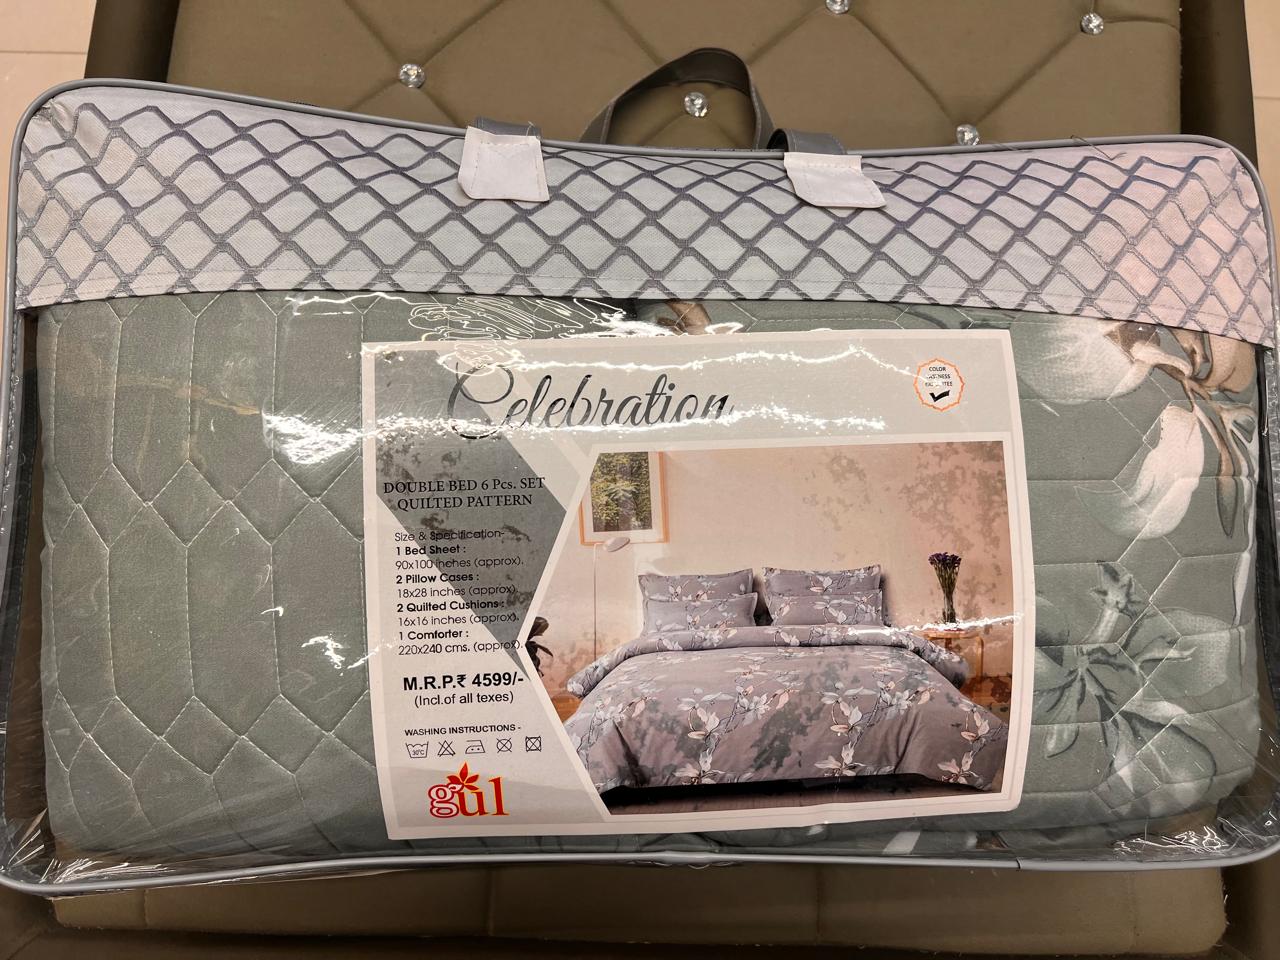 Celebration
COLOR
DOUBLE BED 6 Pcs. SET
QUILTED PATTERN
Size & Specification-
1 Bed Sheet :
90x100 inches (approx).
2 Pillow Cases :
18x28 inches (approx)
2 Quilted Cushions :
16x16 inches (approx).
1 Comforter :
220x240 cms. (approx).
M.R.P.₹ 4599/-
(Incl.of all texes)
WASHING INSTRUCTIONS -
30°C
gul